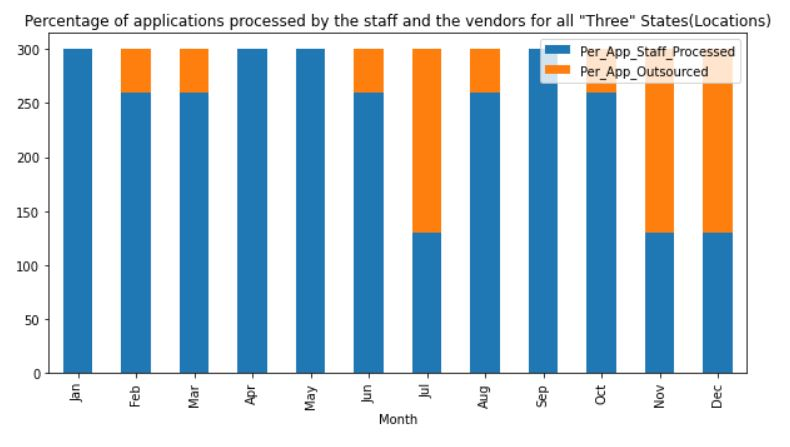 Percentage of applications processed by the staff and the vendors for all "Three" States(Locations)
300
250
200
150
100
50
0
Per_App_Staff_Processed
Per_App_Outsourced
Jan
Feb
Mar
Apr
May
Jun
Jul
Aug
Sep
Oct
Nov
Dec
Month